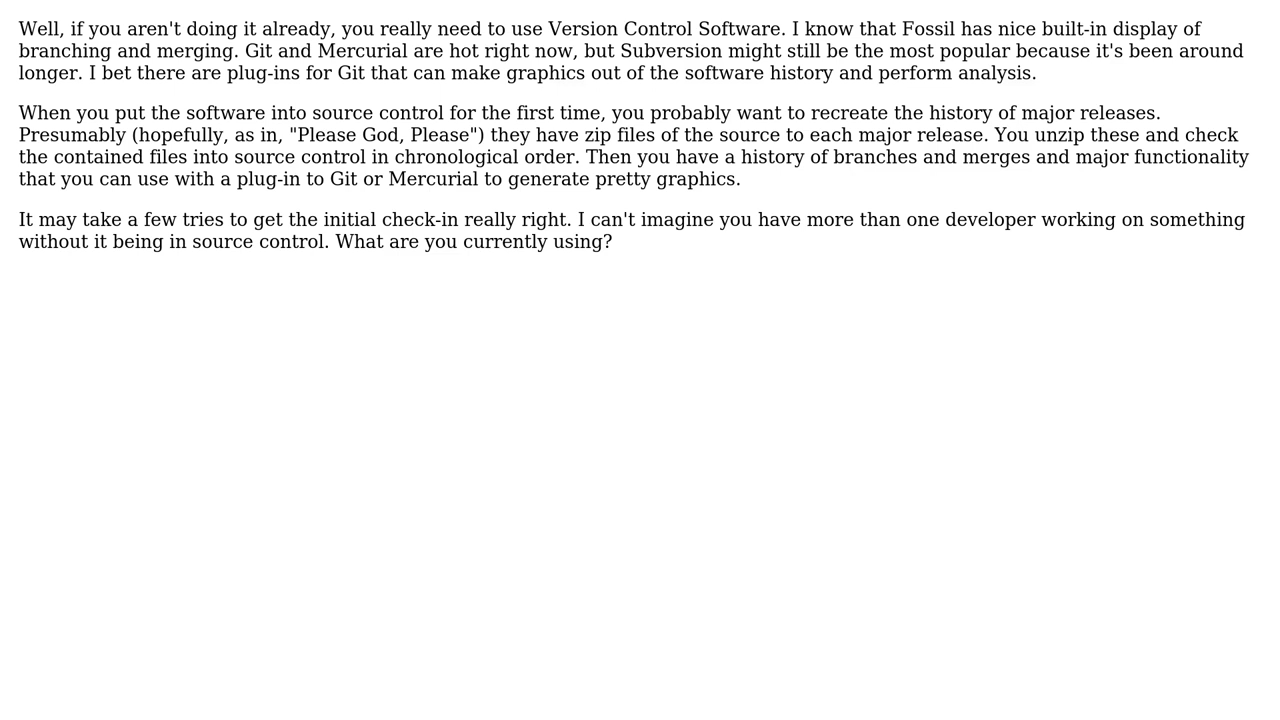 Well, if you aren't doing it already, you really need to use Version Control Software. I know that Fossil has nice built-in display of
branching and merging. Git and Mercurial are hot right now, but Subversion might still be the most popular because it's been around
longer. I bet there are plug-ins for Git that can make graphics out of the software history and perform analysis.
When you put the software into source control for the first time, you probably want to recreate the history of major releases.
Presumably (hopefully, as in, "Please God, Please") they have zip files of the source to each major release. You unzip these and check
the contained files into source control in chronological order. Then you have a history of branches and merges and major functionality
that you can use with a plug-in to Git or Mercurial to generate pretty graphics.
It may take a few tries to get the initial check-in really right. I can't imagine you have more than one developer working on something
without it being in source control. What are you currently using?